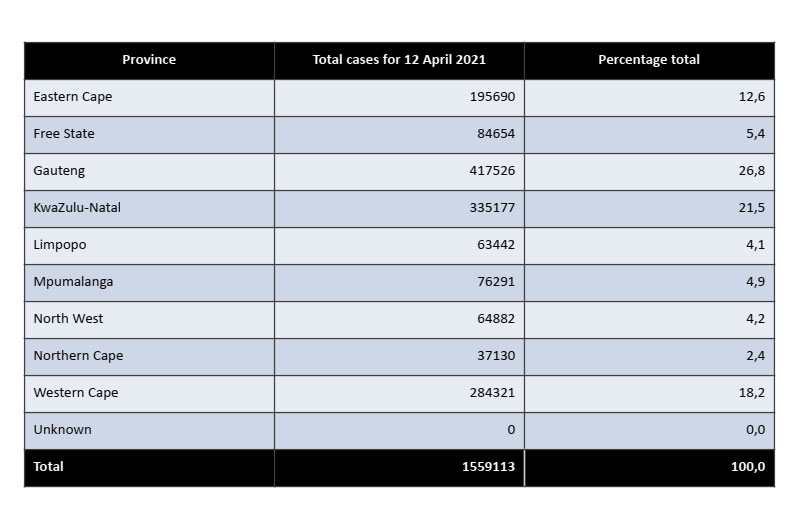 Province Total cases for 12 April 2021 Percentage total
Eastern Cape 195690 12,6
Free State 84654 5,4
Gauteng 417526 26,8
KwaZulu-Natal 335177 21,5
Limpopo 63442 4,1
Mpumalanga 76291 4,9
North West 64882 4,2
Northern Cape 37130 2,4
Western Cape 284321 18,2
Unknown 0 0,0
Total 1559113 100,0